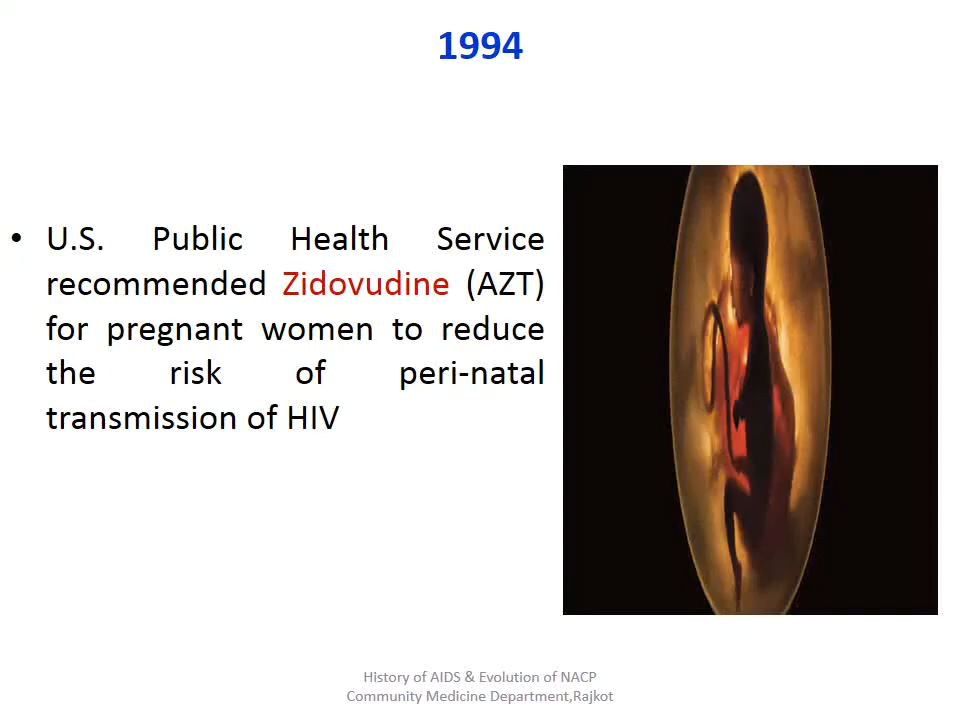 1994
• U.S. Public Health Service
recommended Zidovudine (AZT)
for pregnant women to reduce
the risk of peri-natal
transmission of HIV
History of AIDS & Evolution of NACP
Community Medicine Department,Rajkot